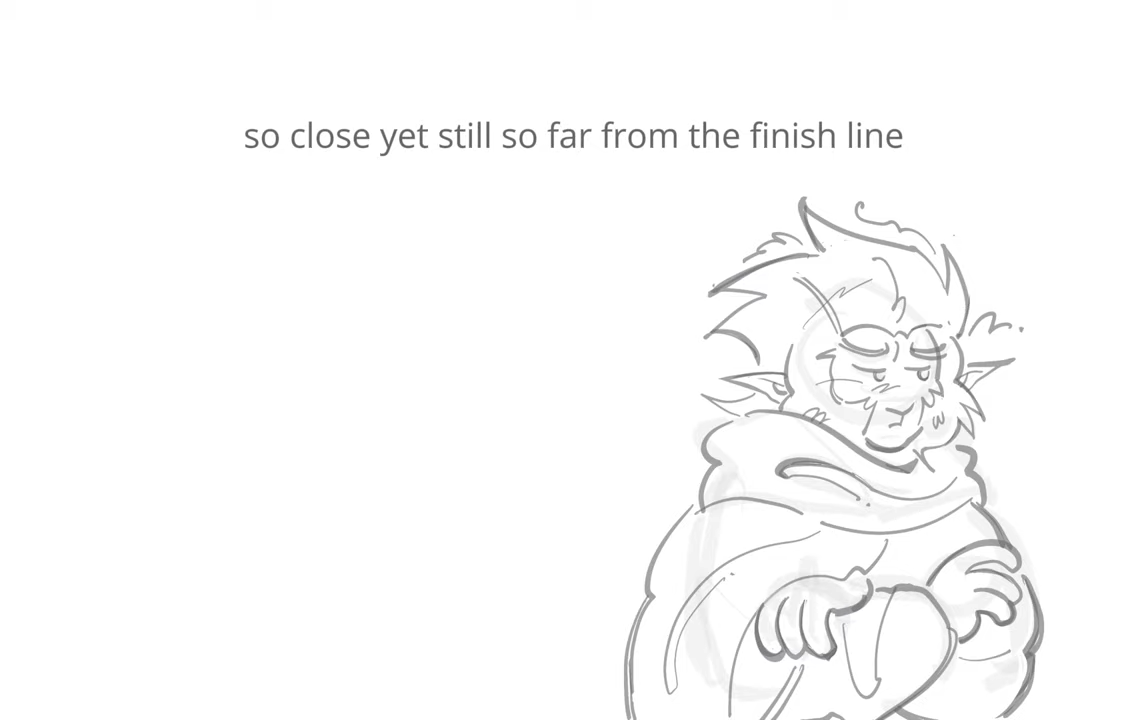 so close yet still so far from the finish line